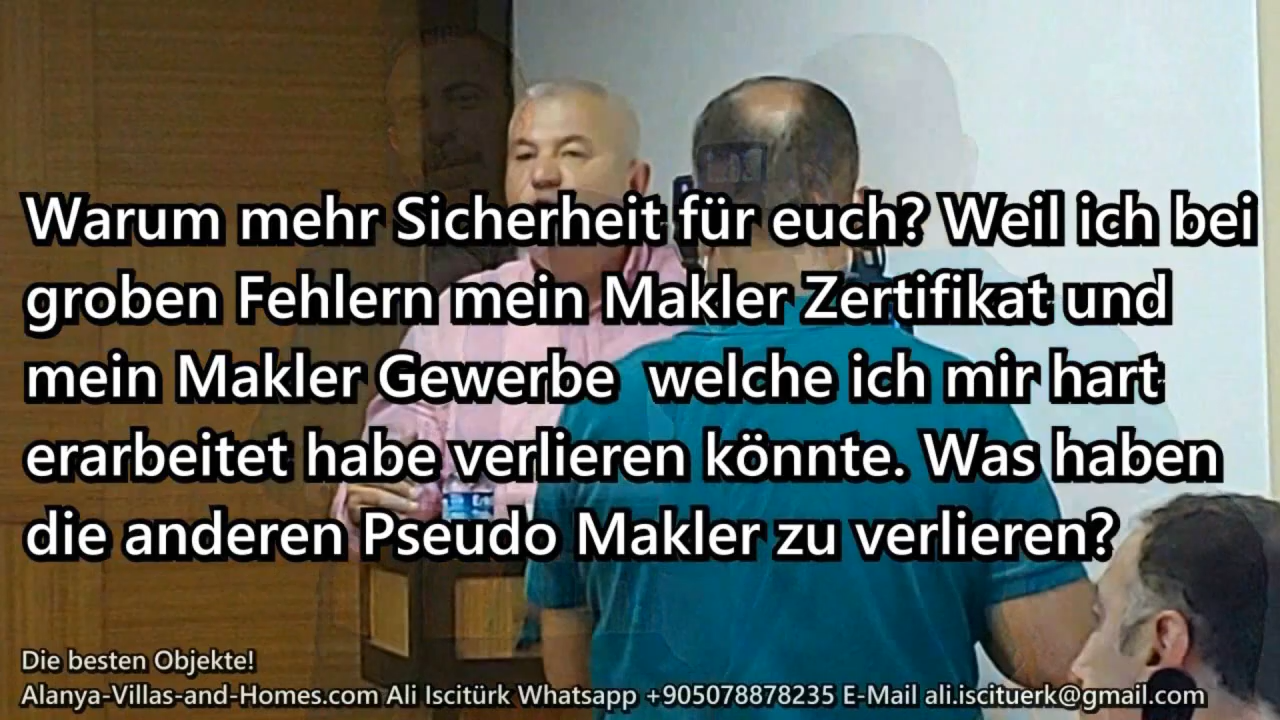 Warum mehr Sicherheit für euch? Weil ich bei
groben Fehlern mein Makler Zertifikat und
mein Makler Gewerbe  welche ich mir hart
erarbeitet habe verlieren könnte. Was haben
die anderen Pseudo Makler zu verlieren?
Die besten Objekte!
Alanya-Villas-and-Homes.com Ali Iscitürk Whatsapp +905078878235 E-Mail ali.iscituerk@gmail.com